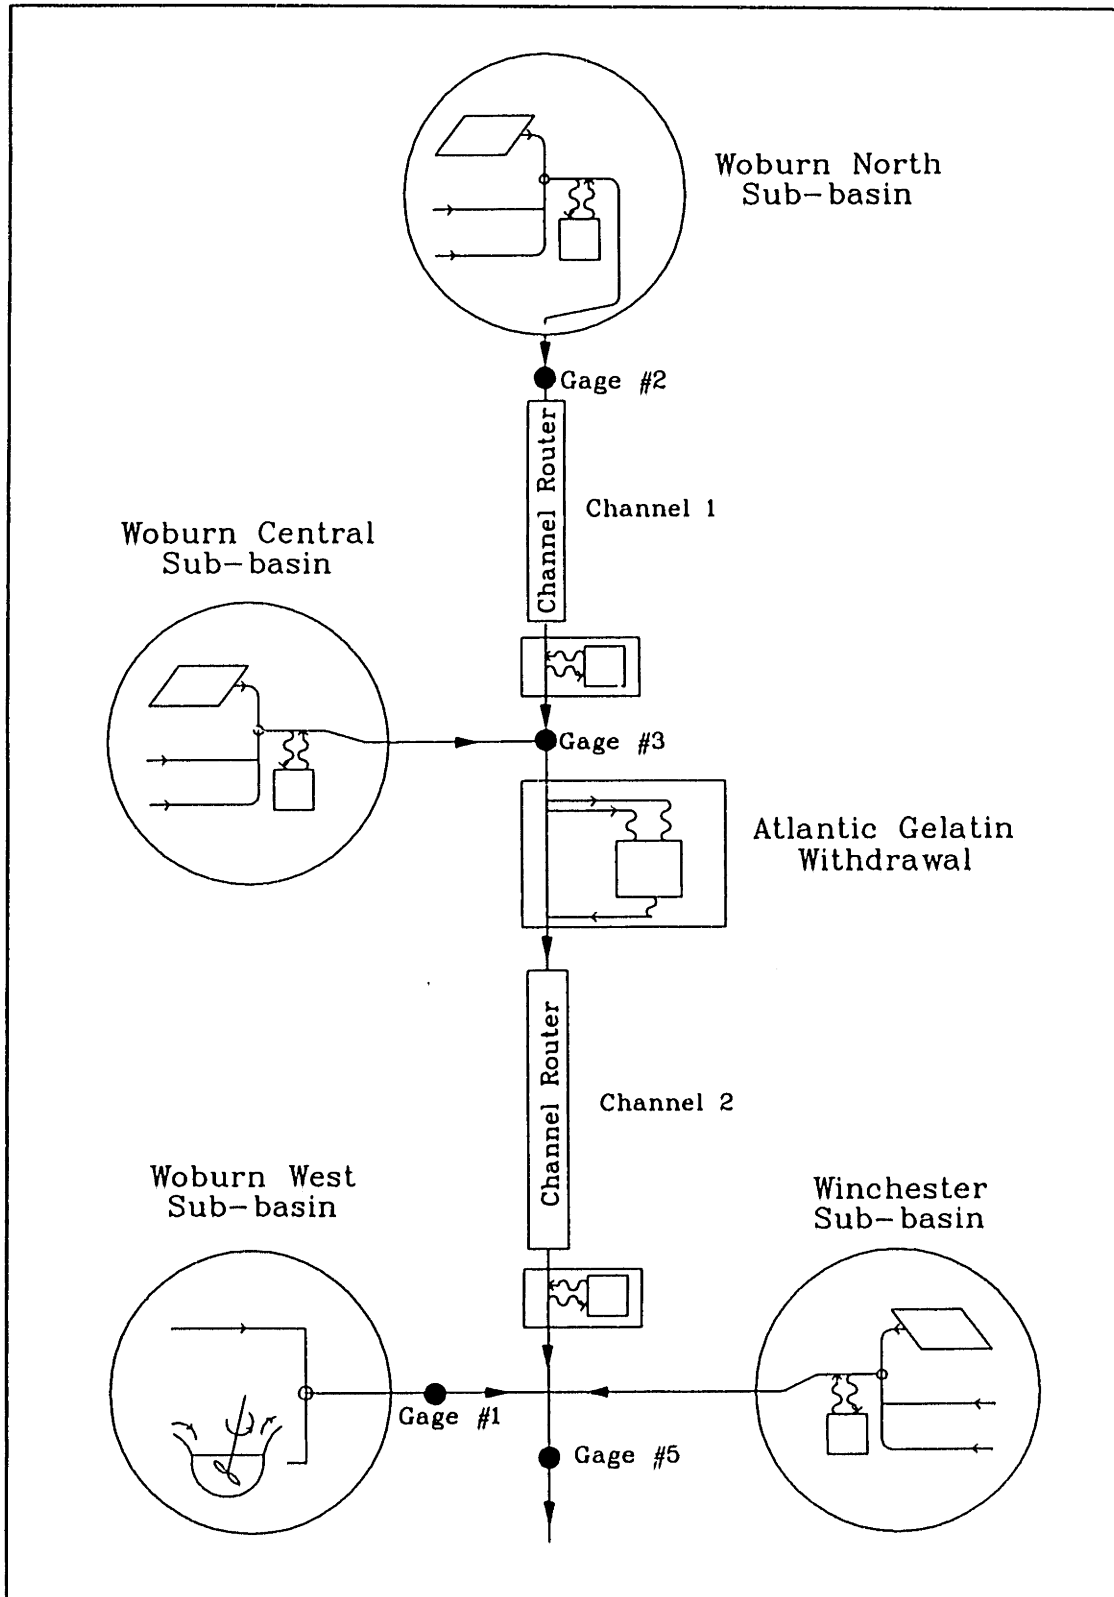 Woburn North
Sub-basin
Gage #2
Channel Router
Channel 1
Woburn Central
Sub-basin
Gage #3
Atlantic Gelatin
Withdrawal
Channel Router
Channel 2
Woburn West
Sub-basin
Winchester
Sub-basin
Gage #1
Gage #5